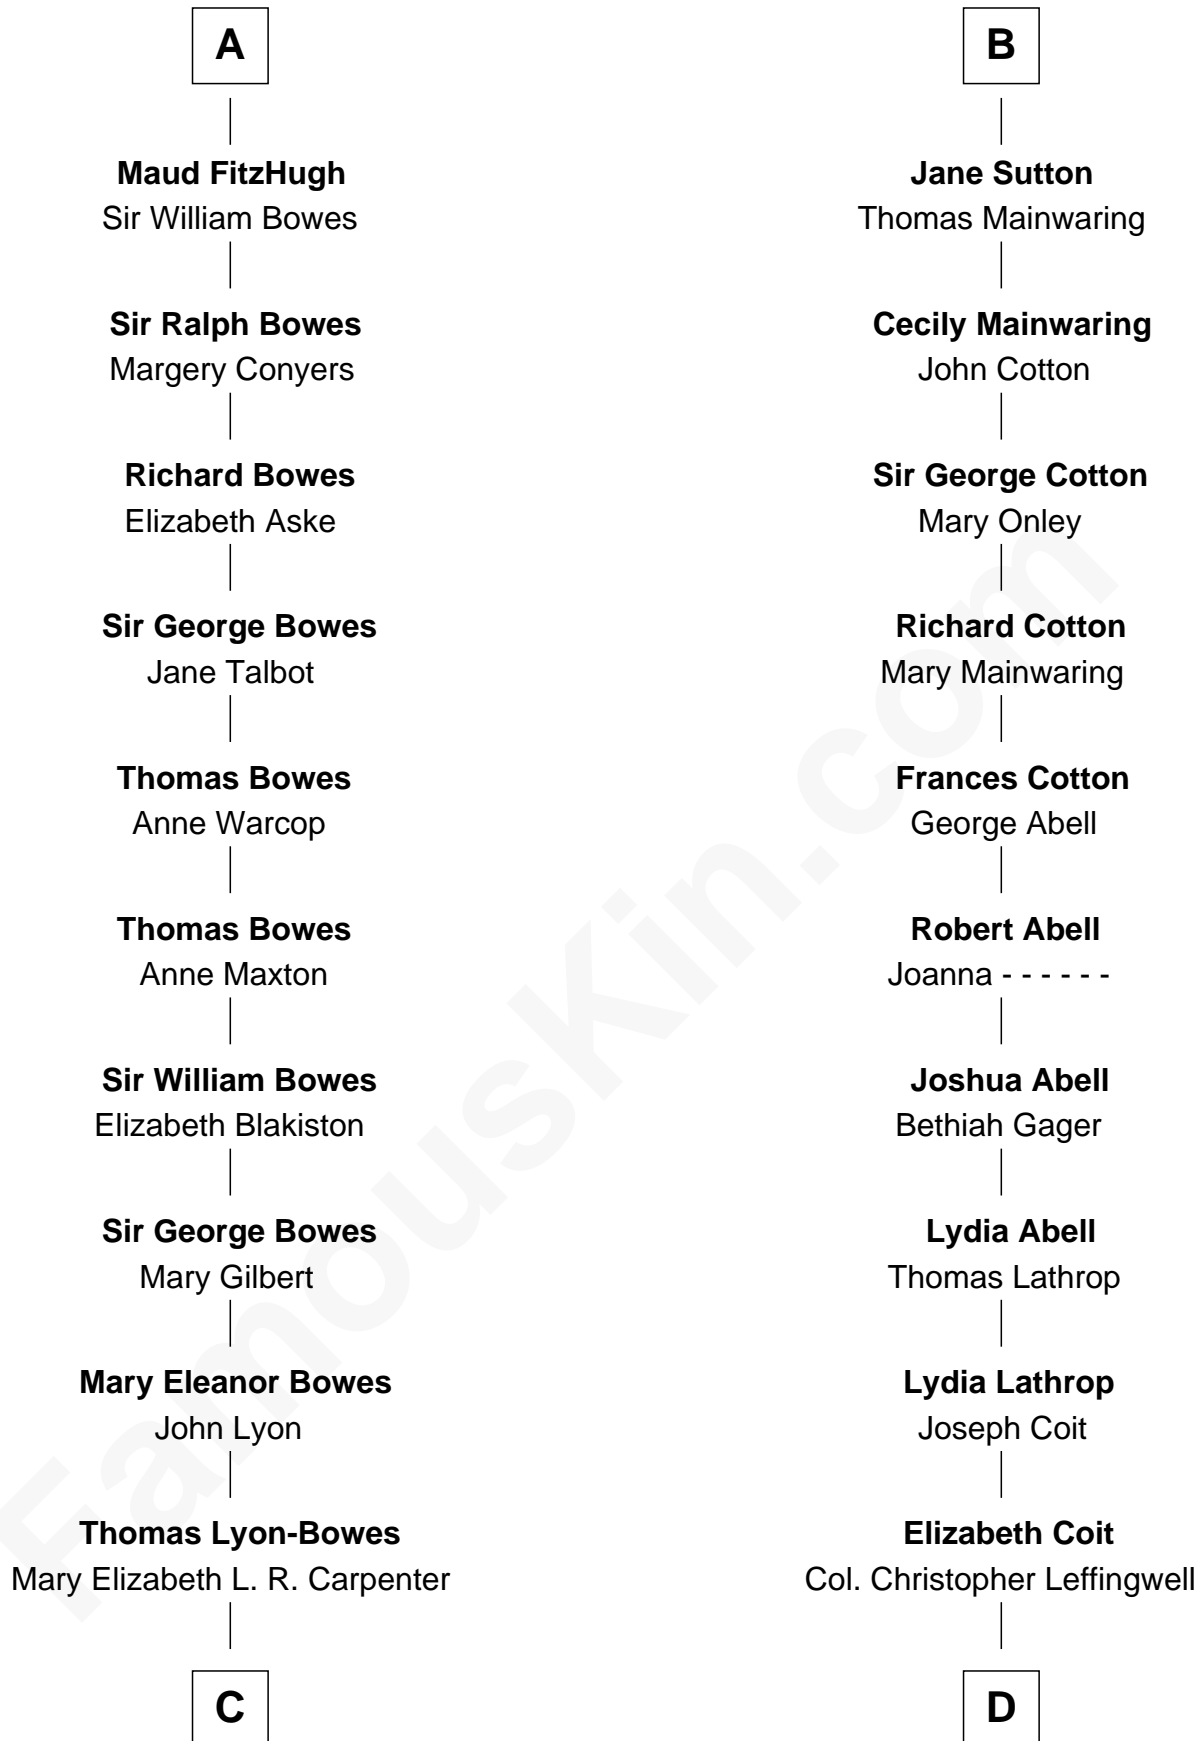 A
Maud FitzHugh
Sir William Bowes
Sir Ralph Bowes
Margery Conyers
Richard Bowes
Elizabeth Aske
Sir George Bowes
Jane Talbot
Thomas Bowes
Anne Warcop
Thomas Bowes
Anne Maxton
Sir William Bowes
Elizabeth Blakiston
Sir George Bowes
Mary Gilbert
Mary Eleanor Bowes
John Lyon
Thomas Lyon-Bowes
Mary Elizabeth L. R. Carpenter
C
B
Jane Sutton
Thomas Mainwaring
Cecily Mainwaring
John Cotton
Sir George Cotton
Mary Onley
Richard Cotton
Mary Mainwaring
Frances Cotton
George Abell
Robert Abell
Joanna - - - - - -
Joshua Abell
Bethiah Gager
Lydia Abell
Thomas Lathrop
Lydia Lathrop
Joseph Coit
Elizabeth Coit
Col. Christopher Leffingwell
D
FamousKin.com